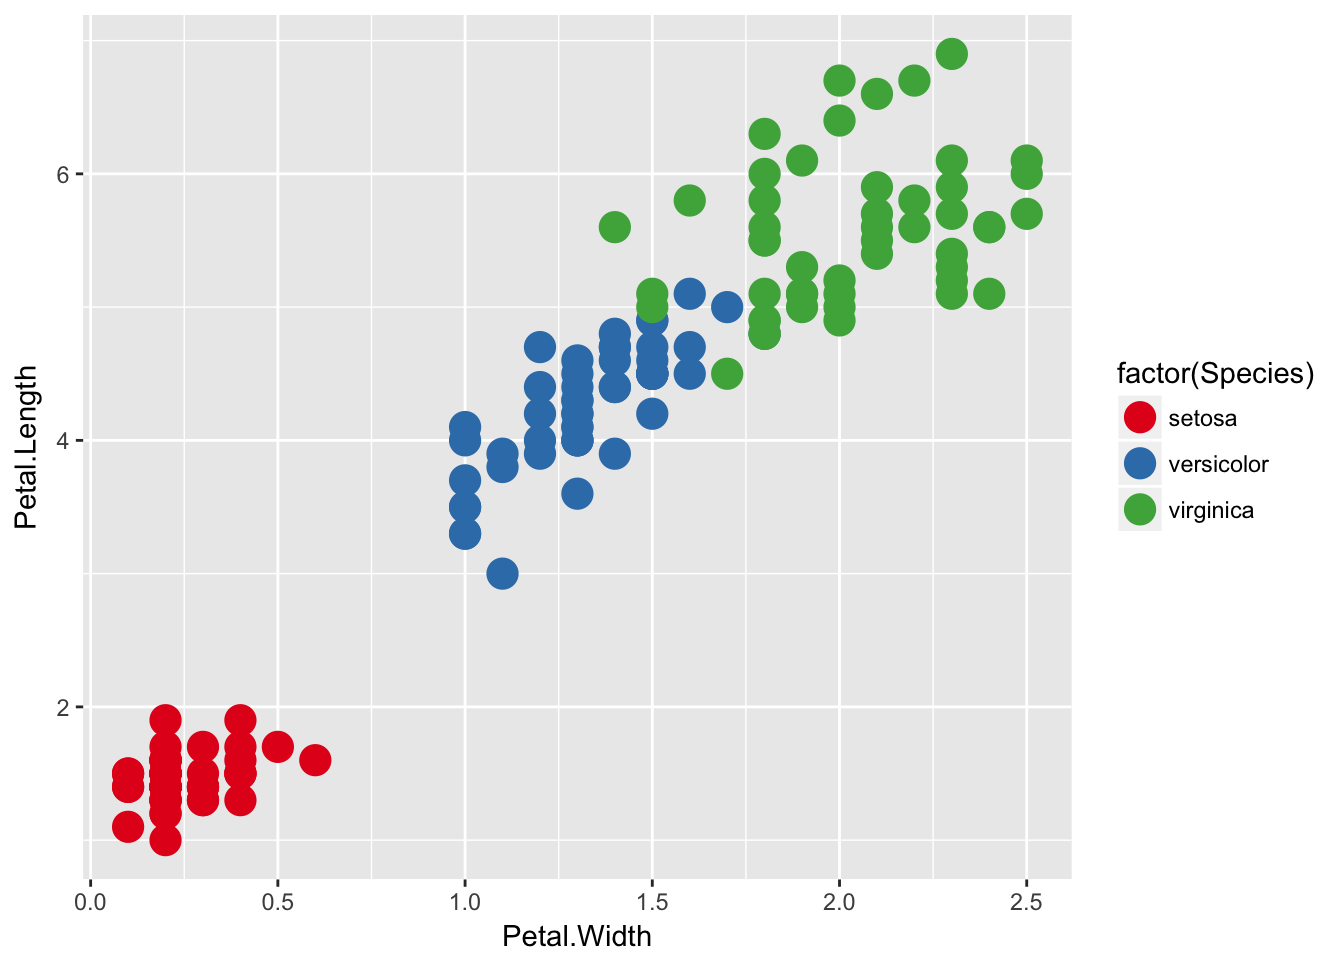 6
4
2
Petal.Length
0.0 0.5 1.0 1.5 2.0 2.5
Petal.Width
factor(Species)
setosa
versicolor
virginica